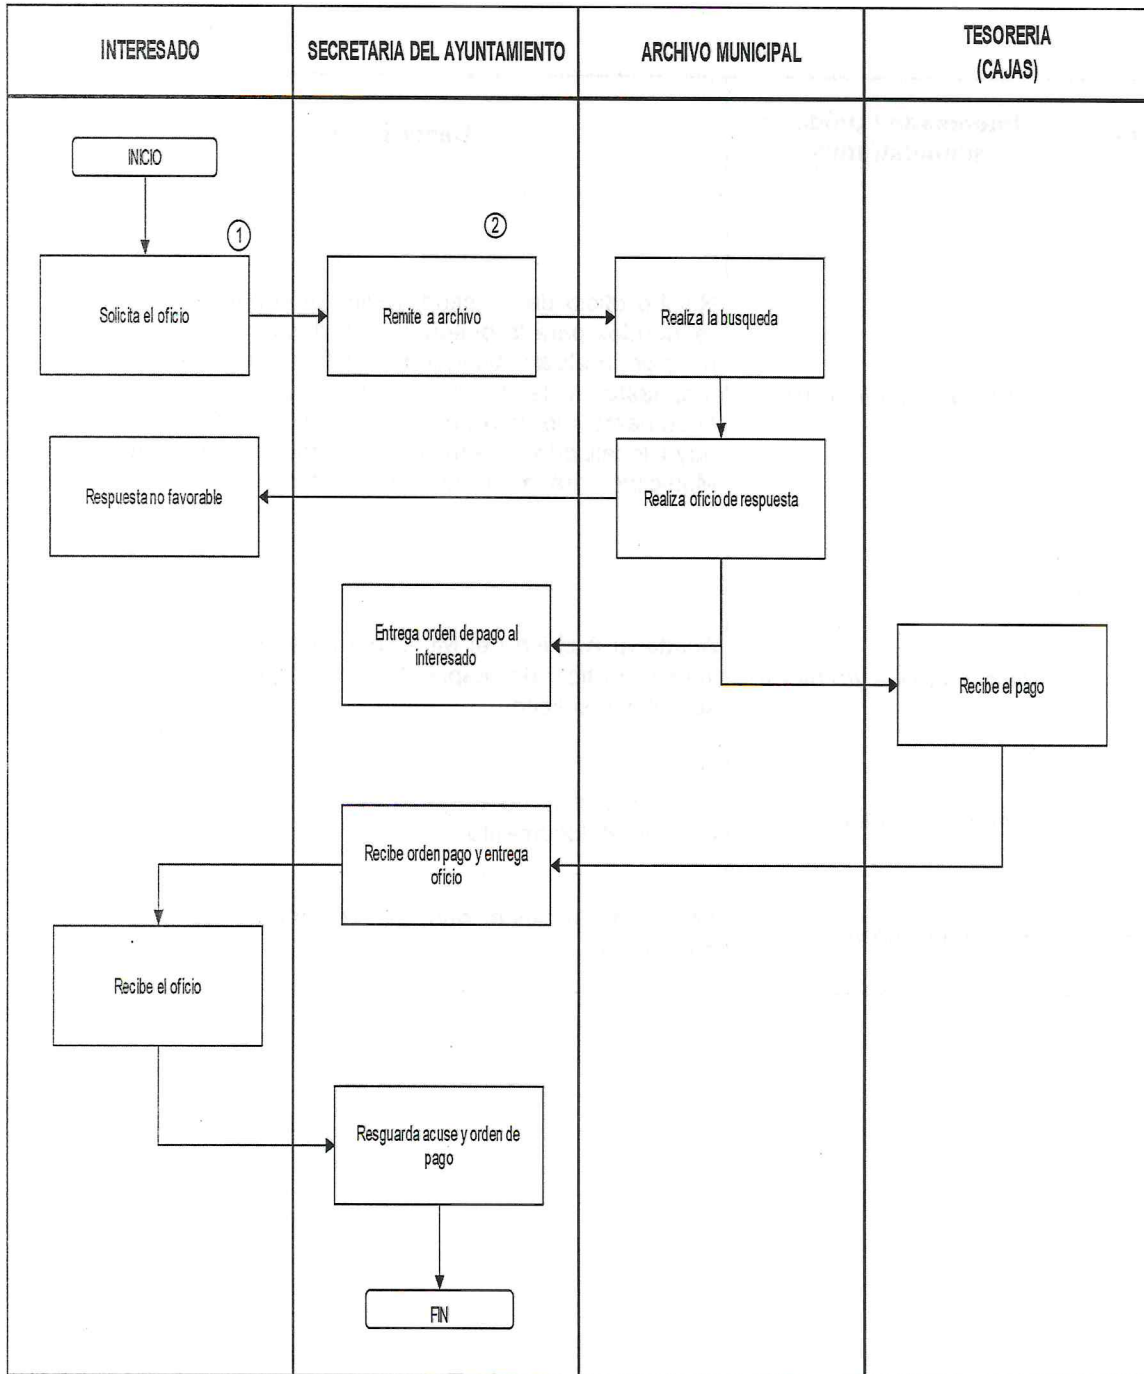 INTERESADO
SECRETARIA DEL AYUNTAMIENTO
ARCHIVO MUNICIPAL
TESORERIA
(CAJAS)
INICIO
1
2
Solicita el oficio
Remite a archivo
Realiza la busqueda
Respuesta no favorable
Realiza oficio de respuesta
Entrega orden de pago al
interesado
Recibe el pago
Recibe orden pago y entrega
oficio
Recibe el oficio
Resguarda acuse y orden de
pago
FIN